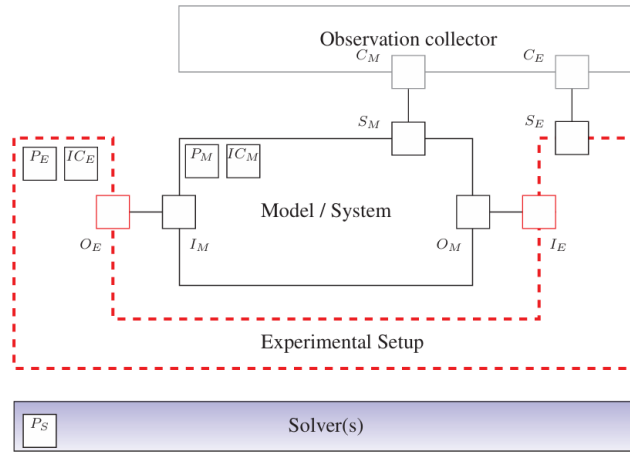 Observation collector
C_M
C_E
S_M
S_E
P_E
IC_E
P_M
IC_M
Model / System
O_E
I_M
O_M
I_E
Experimental Setup
P_S
Solver(s)